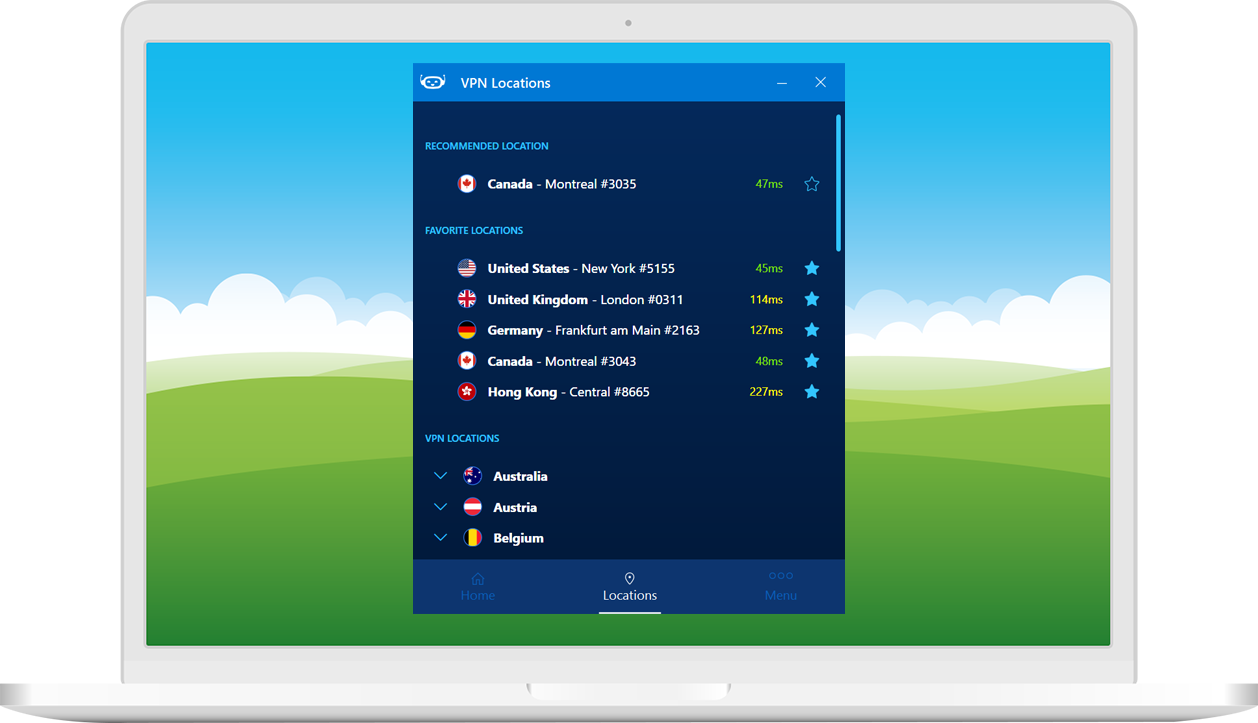 VPN Locations
RECOMMENDED LOCATION
Canada - Montreal #3035 47ms
FAVORITE LOCATIONS
United States - New York #5155 45ms
United Kingdom - London #0311 114ms
Germany - Frankfurt am Main #2163 127ms
Canada - Montreal #3043 48ms
Hong Kong - Central #8665 227ms
VPN LOCATIONS
Australia
Austria
Belgium
Home Locations Menu